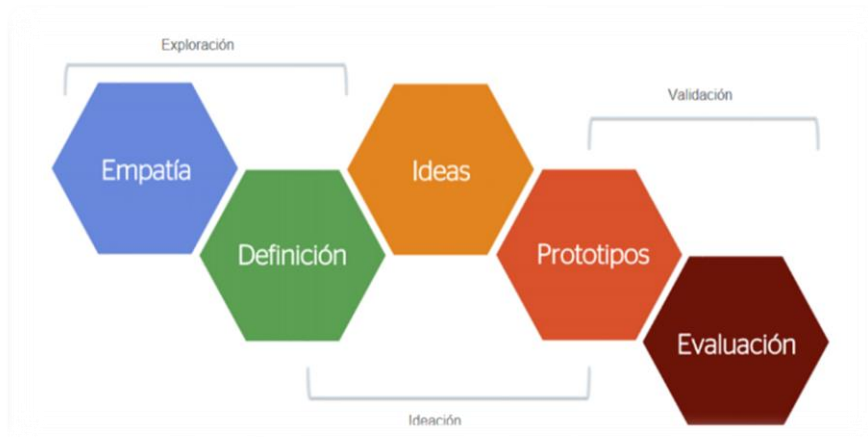 Exploración
Validación
Empatía
Ideas
Definición
Prototipos
Evaluación
Ideación